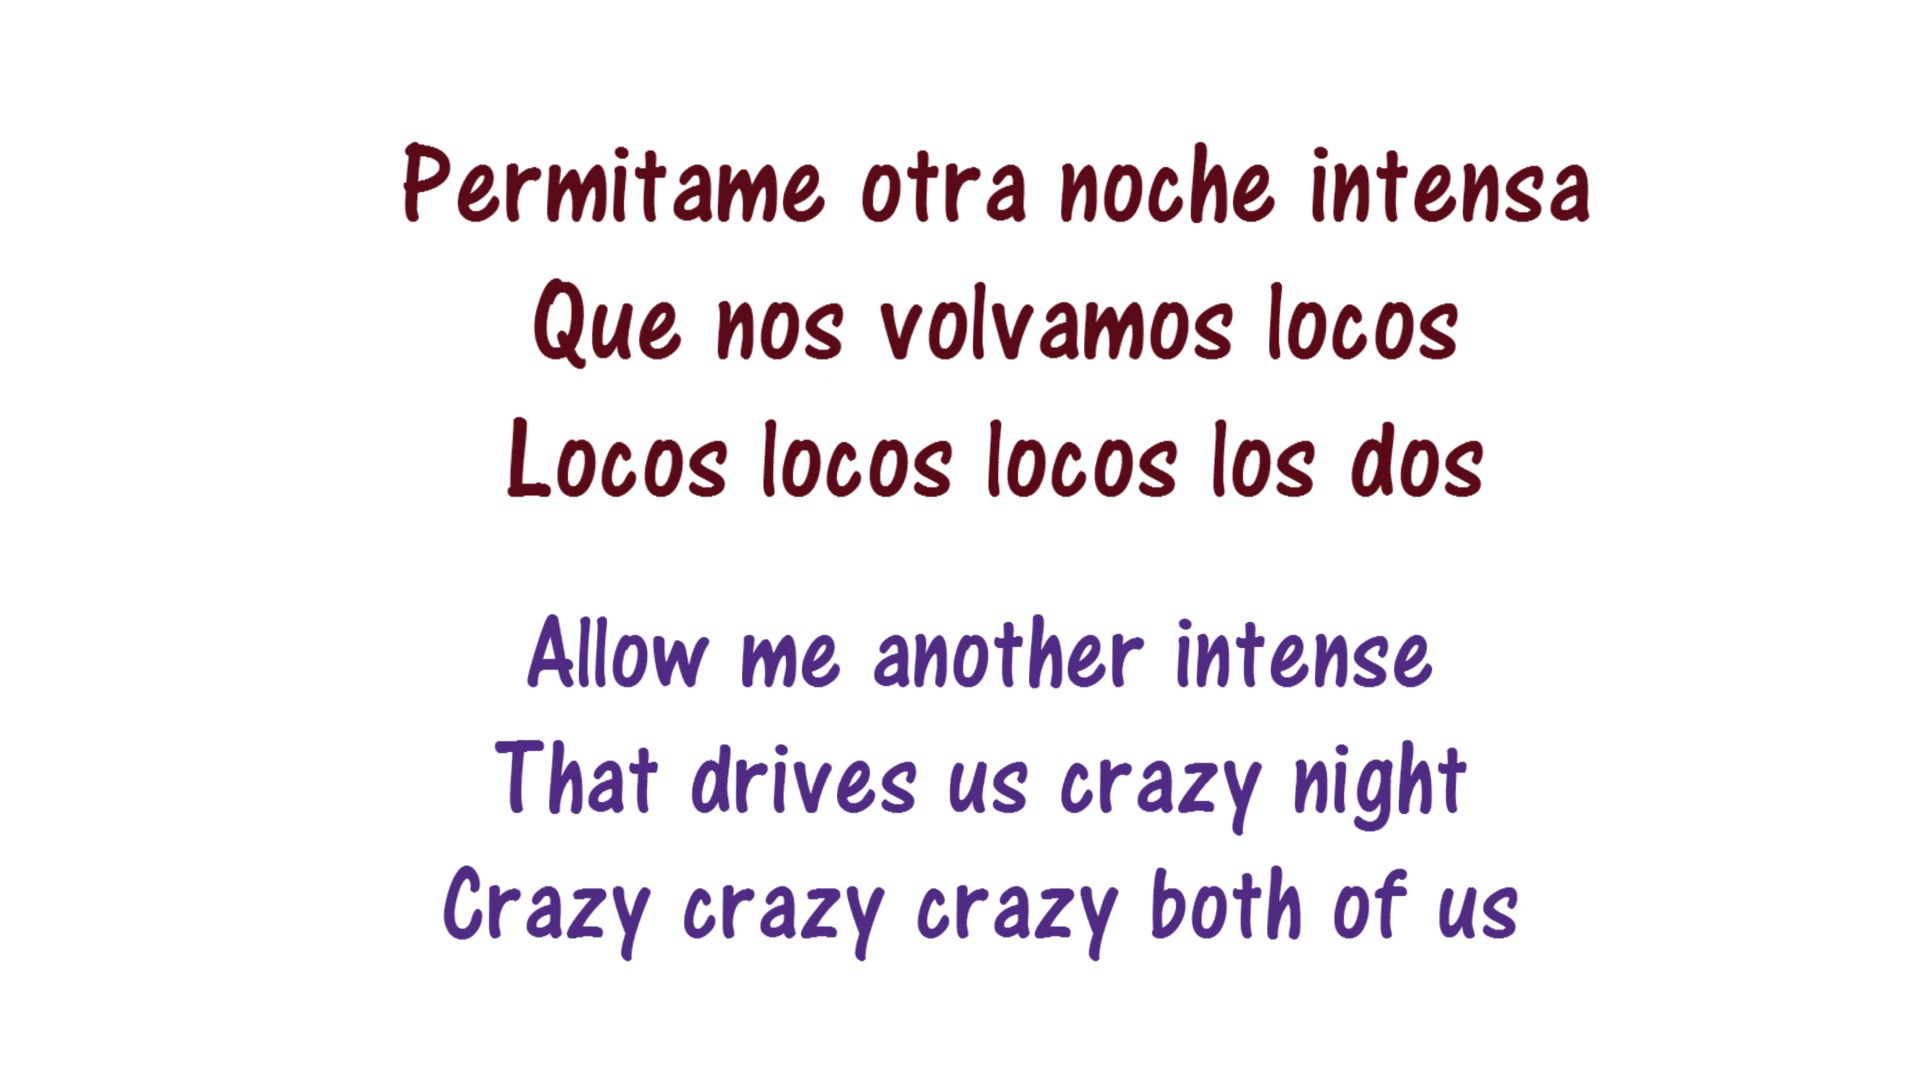 Permitame otra noche intensa
Que nos volvamos locos
Locos locos locos los dos
Allow me another intense
That drives us crazy night
Crazy crazy crazy both of us